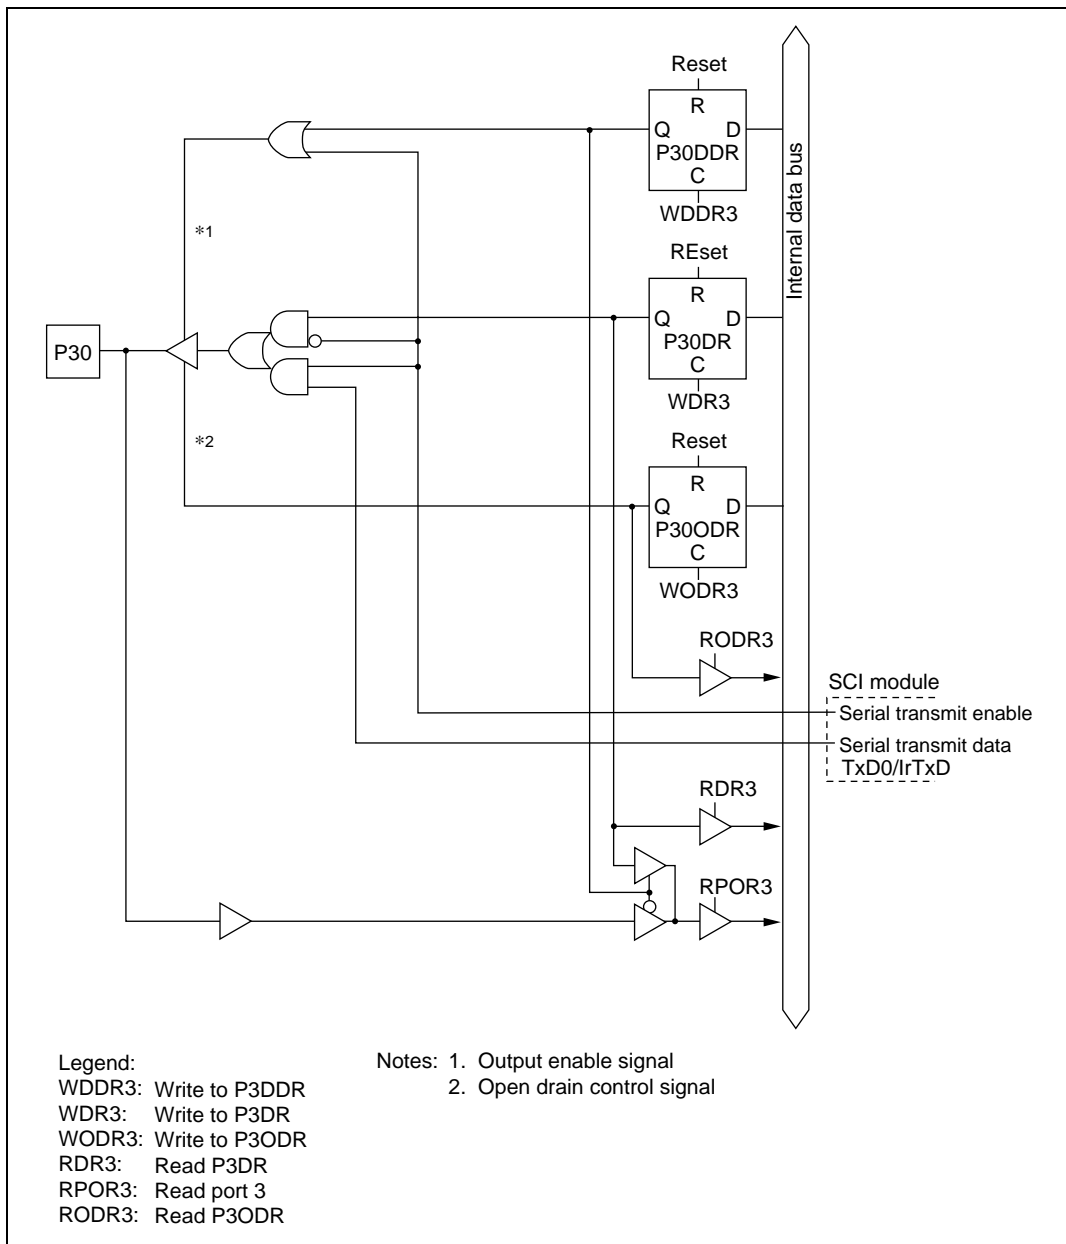 Reset
R
Q D
P30DDR
C
WDDR3
Internal data bus
*1
REset
R
Q D
P30DR
C
WDR3
P30
*2
Reset
R
Q D
P30ODR
C
WODR3
RODR3
SCI module
Serial transmit enable
Serial transmit data
TxD0/IrTxD
RDR3
RPOR3
Legend:
WDDR3: Write to P3DDR
WDR3: Write to P3DR
WODR3: Write to P3ODR
RDR3: Read P3DR
RPOR3: Read port 3
RODR3: Read P3ODR
Notes: 1. Output enable signal
2. Open drain control signal